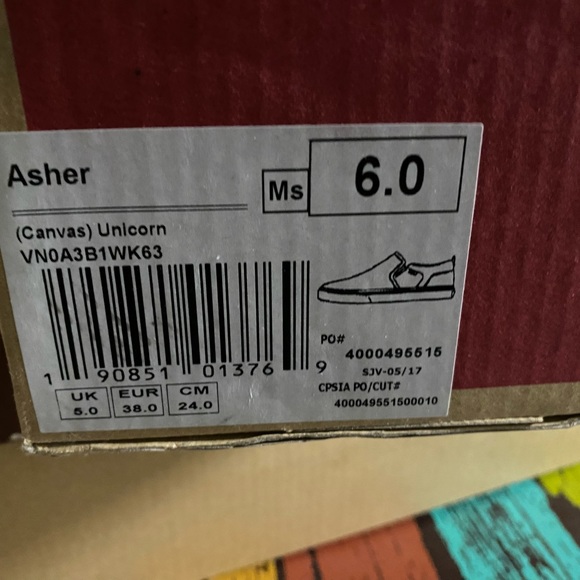 Asher
Ms
6.0
(Canvas) Unicorn
VN0A3B1WK63
1 90851 01376 9
PO#
4000495515
SJV-05/17
CPSIA PO/CUT#
400049551500010
UK EUR CM
5.0 38.0 24.0